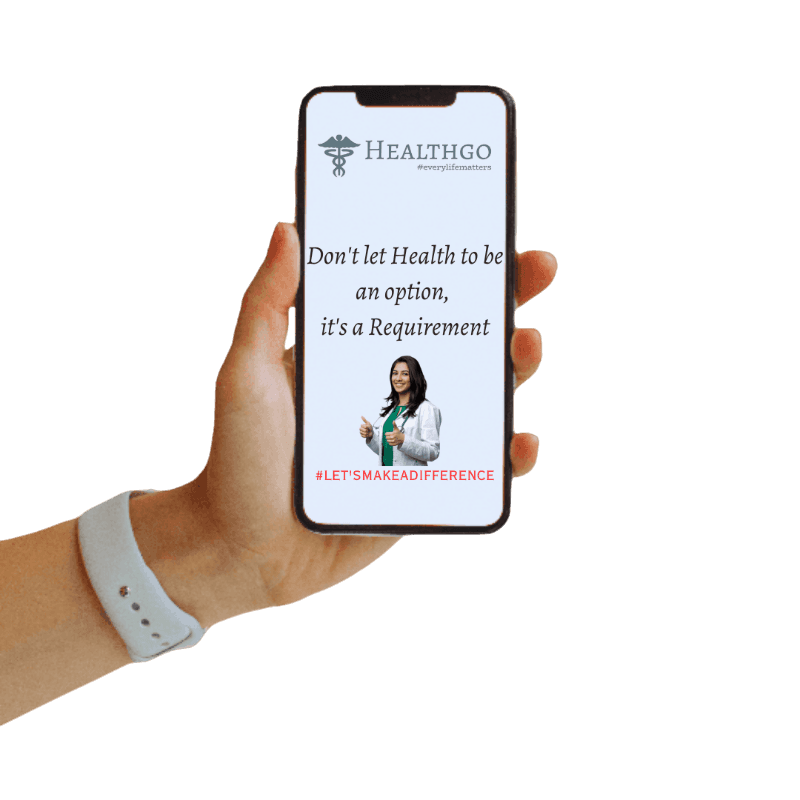 HEALTHGO
#everylifematters
Don't let Health to be
an option,
it's a Requirement
#LET'SMAKEADIFFERENCE